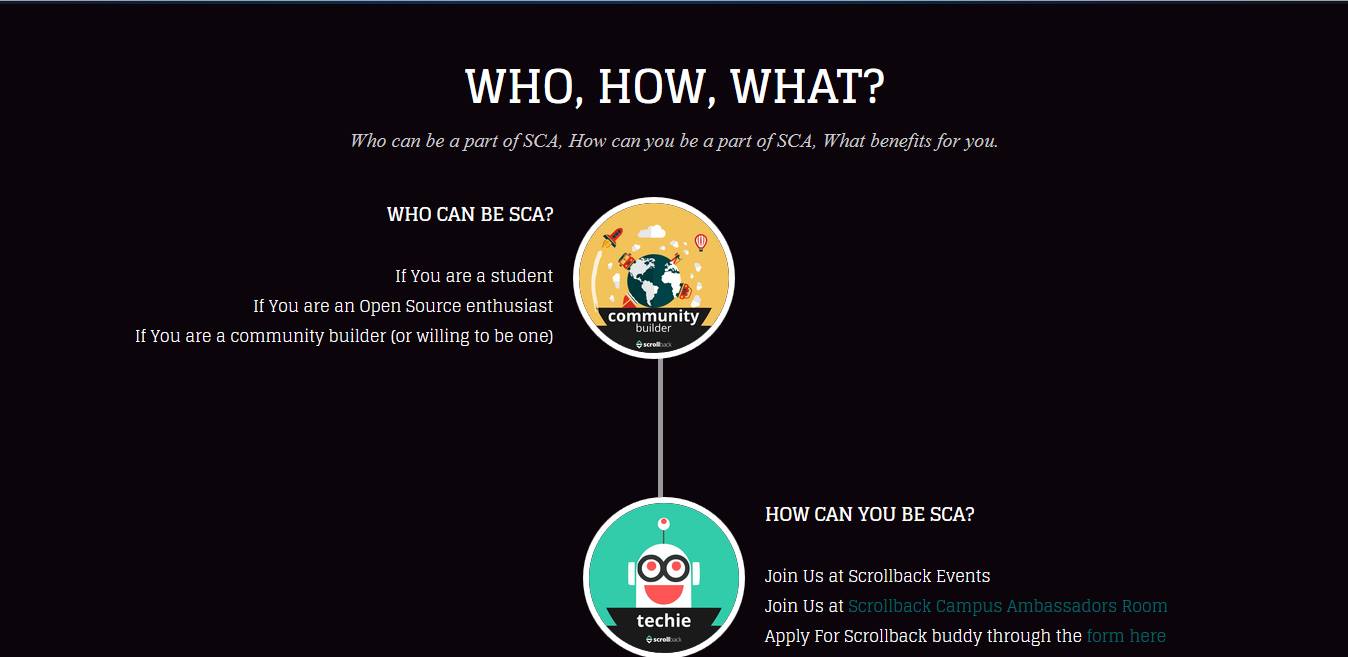 WHO, HOW, WHAT?
Who can be a part of SCA, How can you be a part of SCA, What benefits for you.
WHO CAN BE SCA?
If You are a student
If You are an Open Source enthusiast
If You are a community builder (or willing to be one)
community
builder
scrollback
HOW CAN YOU BE SCA?
Join Us at Scrollback Events
Join Us at Scrollback Campus Ambassadors Room
Apply For Scrollback buddy through the form here
techie
scrollback